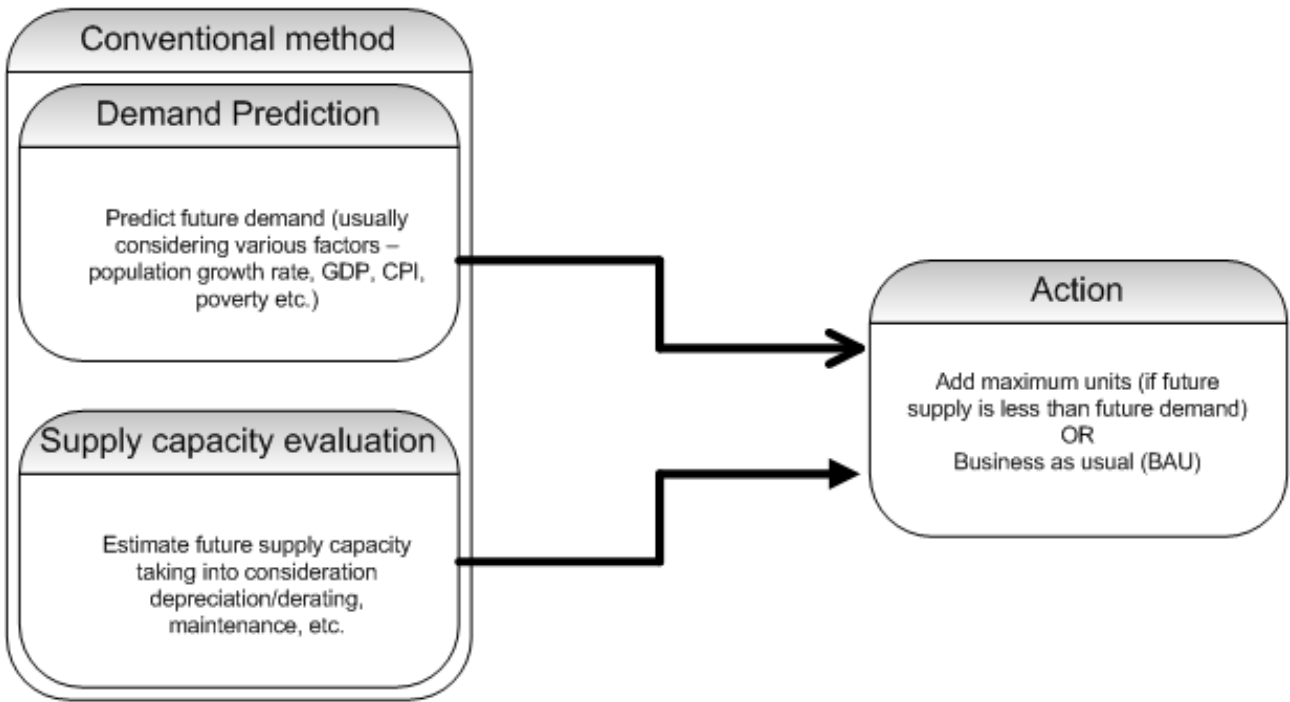 Conventional method
Demand Prediction
Predict future demand (usually
considering various factors –
population growth rate, GDP, CPI,
poverty etc.)
Supply capacity evaluation
Estimate future supply capacity
taking into consideration
depreciation/derating,
maintenance, etc.
Action
Add maximum units (if future
supply is less than future demand)
OR
Business as usual (BAU)